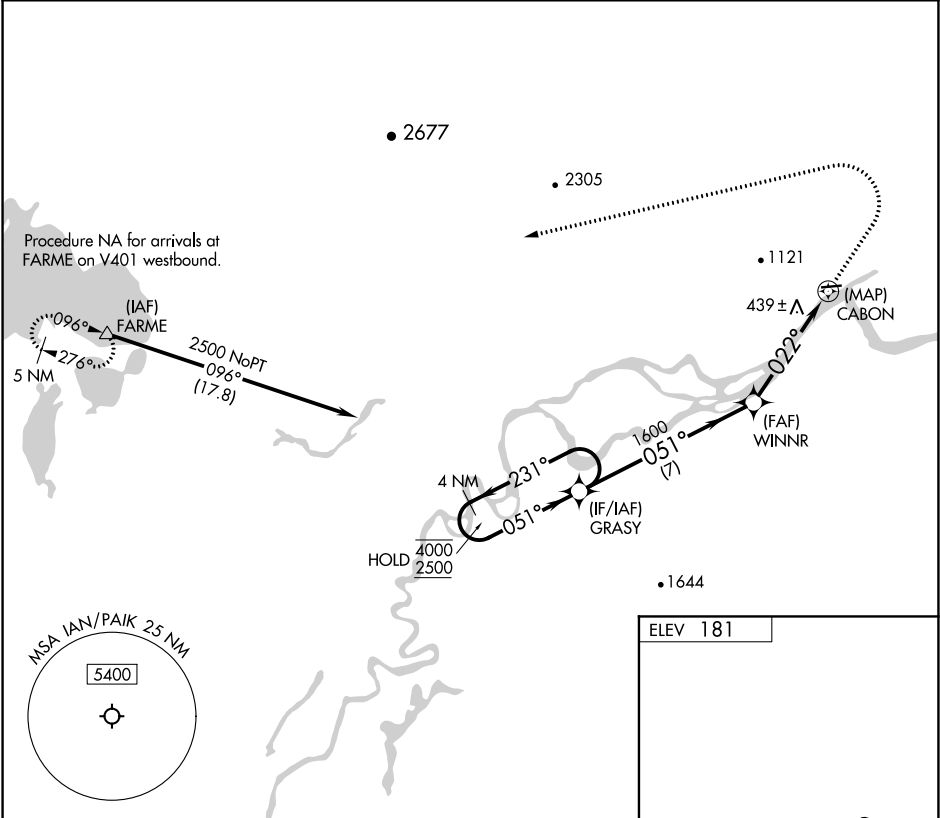 2677
2305
Procedure NA for arrivals at
FARME on V401 westbound.
1121
(IAF)
FARME
096°
276°
5 NM
2500 NoPT
096°
(17.8)
439 ±
(MAP)
CABON
022°
(FAF)
WINNR
1600
051°
(7)
4 NM
231°
051°
(IF/IAF)
GRASY
HOLD 4000
2500
1644
MSA IAN/PAIK 25 NM
5400
ELEV 181